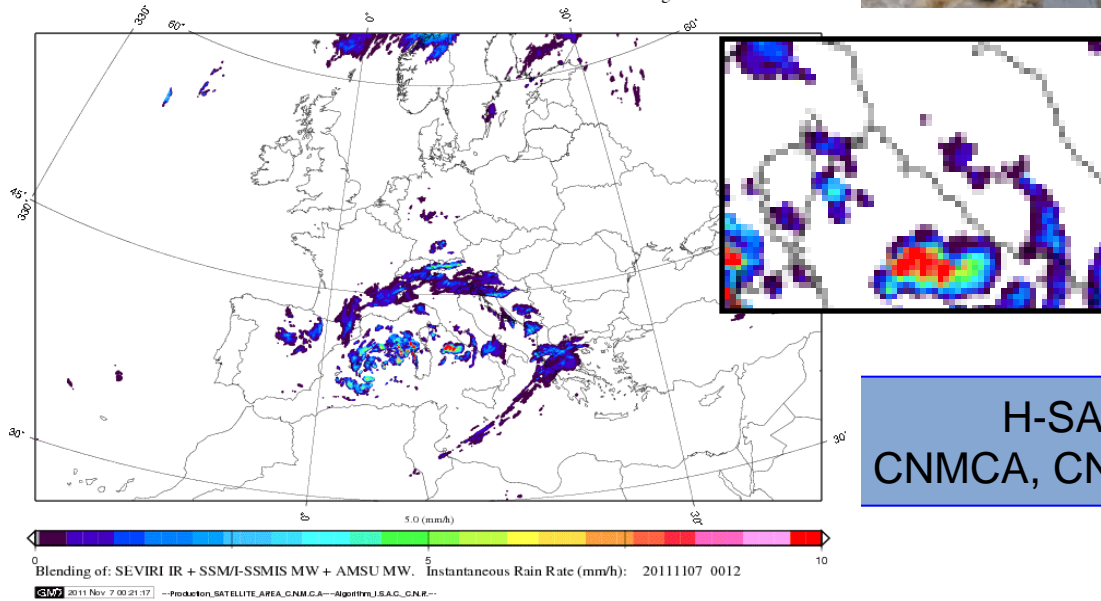 330°
60°
0°
30°
60°
45°
330°
30°
30°
0°
30°
H-SA
CNMCA, CN
5.0 (mm/h)
0
5
10
Blending of: SEVIRI IR + SSM/I-SSMIS MW + AMSU MW. Instantaneous Rain Rate (mm/h): 20111107 0012
GMD 2011 Nov 7 00:21:17 --Production_SATELLITE_AREA_C.N.M.C.A---Algorithm_I.S.A.C._C.N.R.--